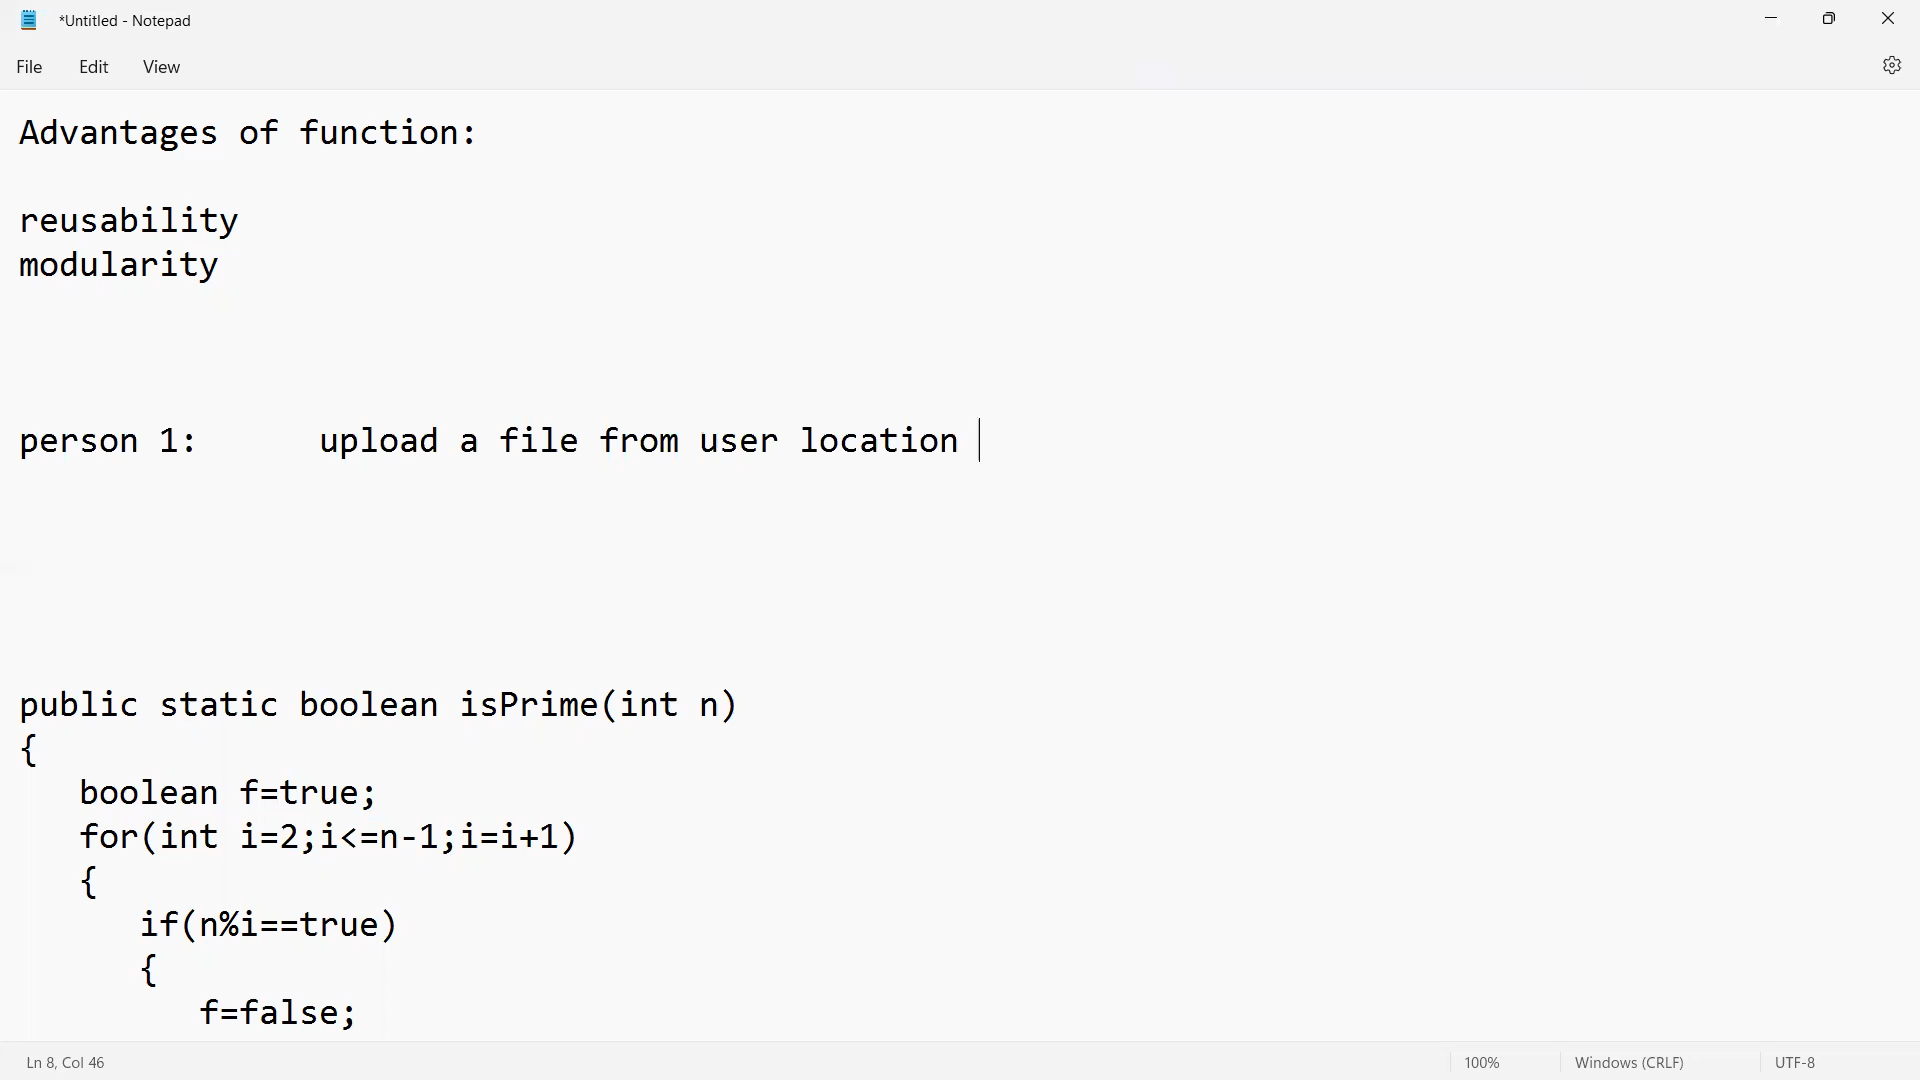 *Untitled - Notepad
File Edit View
Advantages of function:
reusability
modularity
person 1:      upload a file from user location
public static boolean isPrime(int n)
{
   boolean f=true;
   for(int i=2;i<=n-1;i=i+1)
   {
      if(n%i==true)
      {
         f=false;
Ln 8, Col 46 100% Windows (CRLF) UTF-8